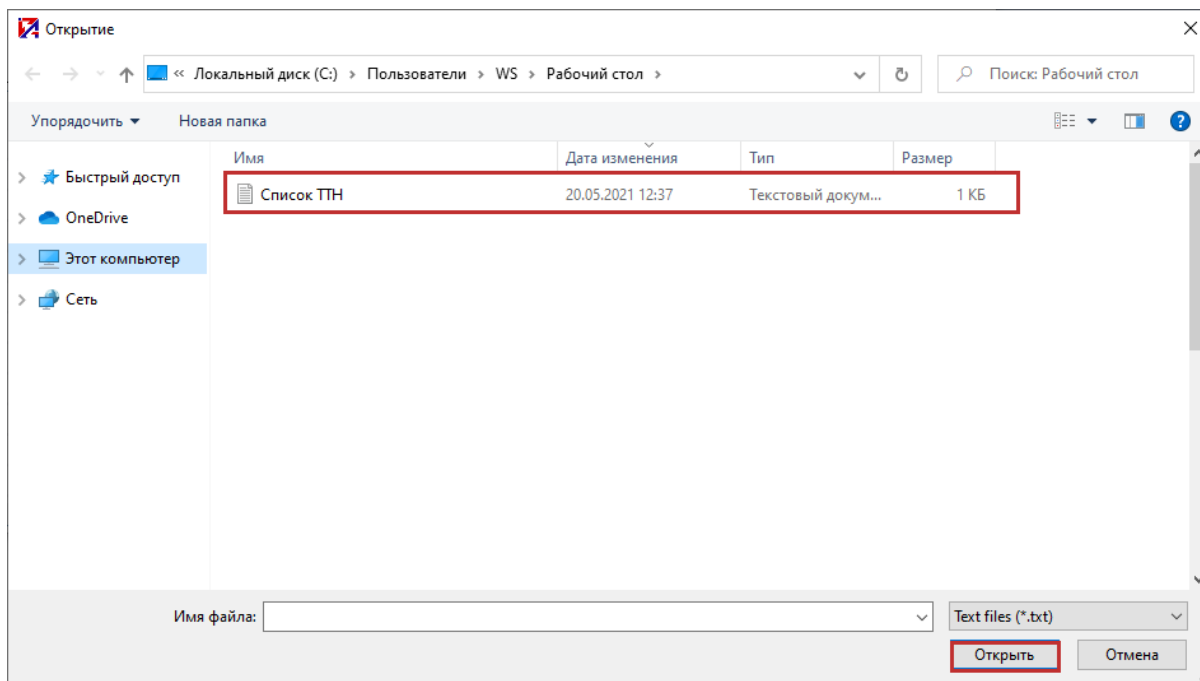 Открытие
« Локальный диск (C:) › Пользователи › WS › Рабочий стол ›
Поиск: Рабочий стол
Упорядочить
Новая папка
Имя
Дата изменения
Тип
Размер
Быстрый доступ
Список ТТН
20.05.2021 12:37
Текстовый докум...
1 КБ
OneDrive
Этот компьютер
Сеть
Имя файла:
Text files (*.txt)
Открыть
Отмена